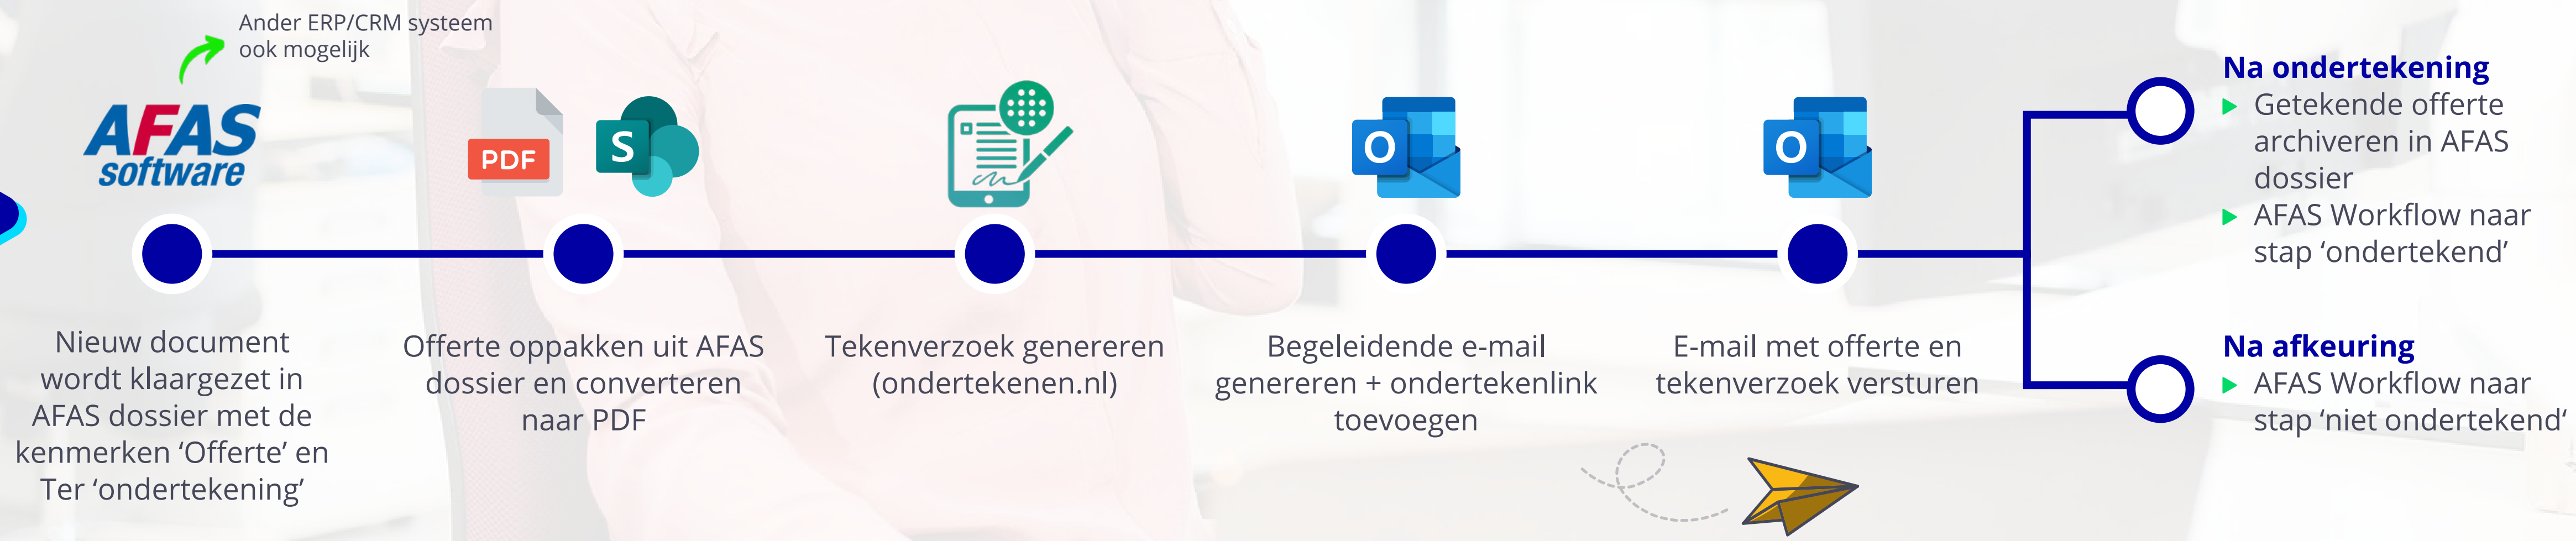 Ander ERP/CRM systeem
ook mogelijk
AFAS
software
PDF
S
O
O
Nieuw document
wordt klaargezet in
AFAS dossier met de
kenmerken ‘Offerte’ en
Ter ‘ondertekening’
Offerte oppakken uit AFAS
dossier en converteren
naar PDF
Tekenverzoek genereren
(ondertekenen.nl)
Begeleidende e-mail
genereren + ondertekenlink
toevoegen
E-mail met offerte en
tekenverzoek versturen
Na ondertekening
Getekende offerte
archiveren in AFAS
dossier
AFAS Workflow naar
stap ‘ondertekend’
Na afkeuring
AFAS Workflow naar
stap ‘niet ondertekend‘